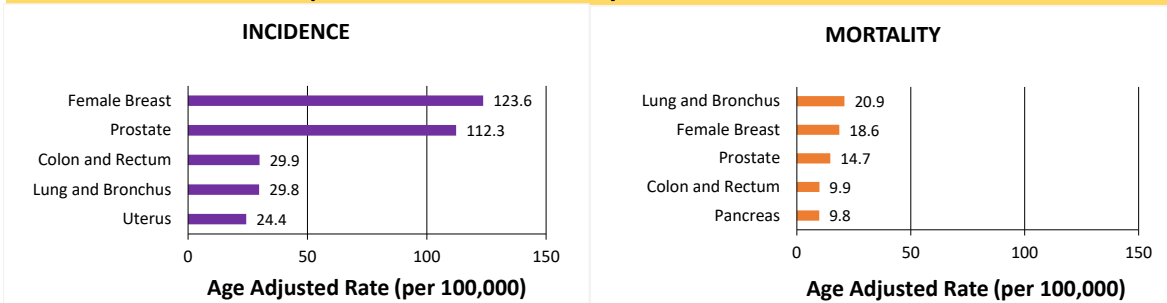 INCIDENCE
Female Breast 123.6
Prostate 112.3
Colon and Rectum 29.9
Lung and Bronchus 29.8
Uterus 24.4
0 50 100 150
Age Adjusted Rate (per 100,000)
MORTALITY
Lung and Bronchus 20.9
Female Breast 18.6
Prostate 14.7
Colon and Rectum 9.9
Pancreas 9.8
0 50 100 150
Age Adjusted Rate (per 100,000)